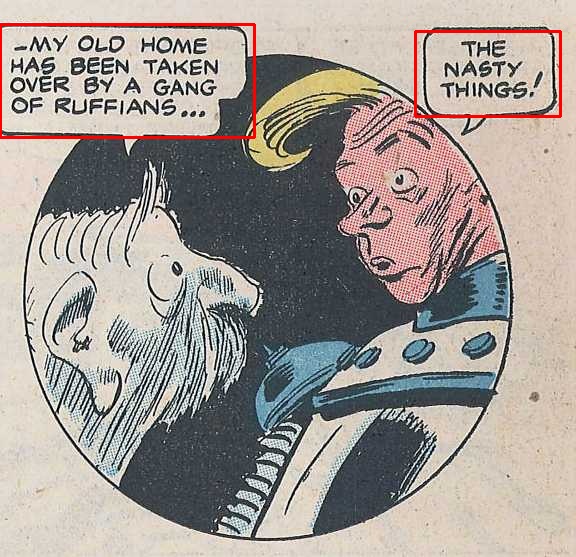 –MY OLD HOME
HAS BEEN TAKEN
OVER BY A GANG
OF RUFFIANS...
THE
NASTY
THINGS!